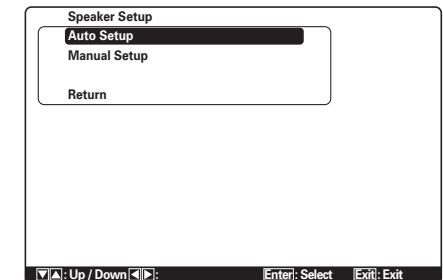 Speaker Setup
Auto Setup
Manual Setup
Return
▼▲: Up / Down ◀▶: Enter: Select Exit: Exit